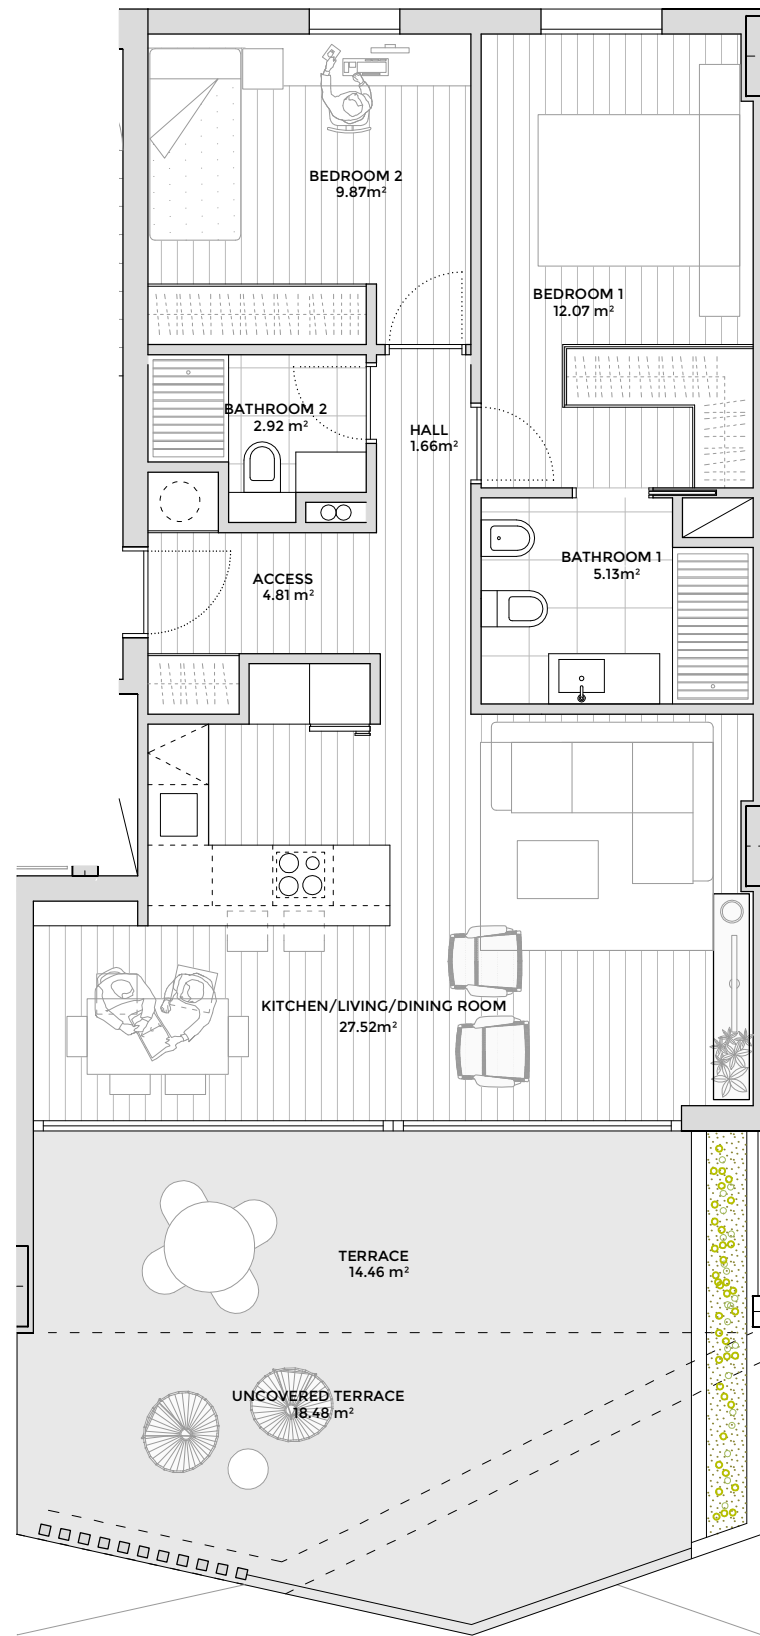 BEDROOM 2
9.87m²
BEDROOM 1
12.07 m²
BATHROOM 2
2.92 m²
HALL
1.66m²
BATHROOM 1
5.13m²
ACCESS
4.81 m²
KITCHEN/LIVING/DINING ROOM
27.52m²
TERRACE
14.46 m²
UNCOVERED TERRACE
18.48 m²